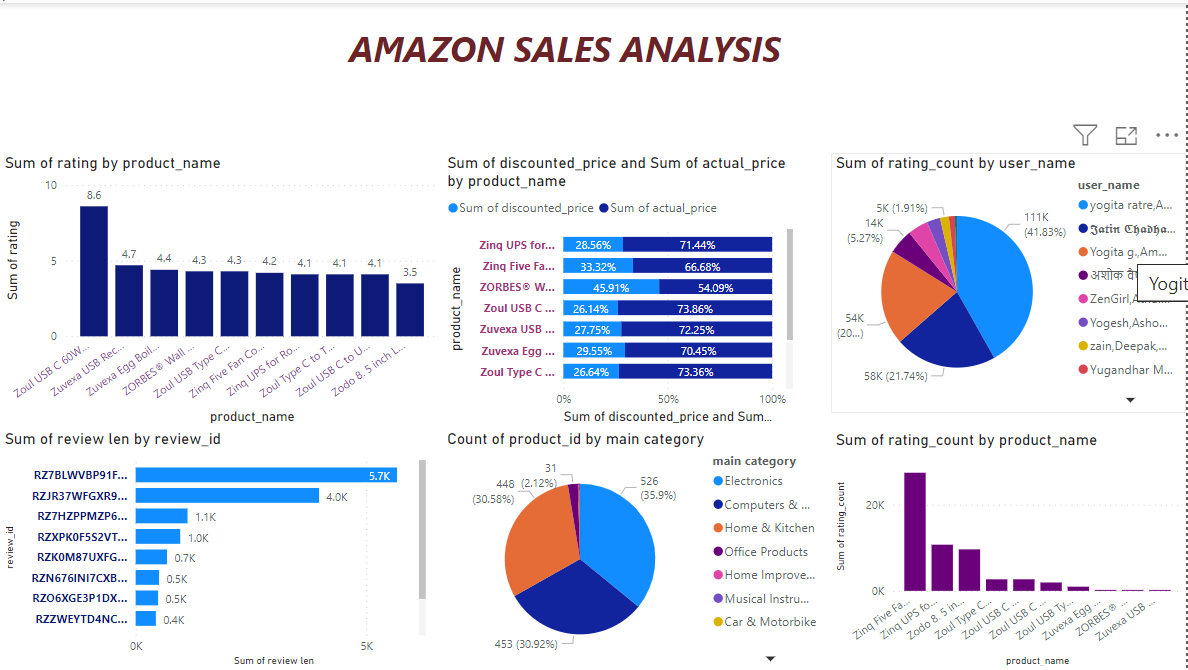 AMAZON SALES ANALYSIS
Sum of rating by product_name
Sum of rating
10
5
0
8.6
4.7
4.4
4.3
4.3
4.2
4.1
4.1
4.1
3.5
Zoul USB C 60W...
Zuvexa USB Rec...
Zuvexa Egg Boil...
ZORBES® Wall ...
Zoul USB Type C...
Zinq Five Fan Co...
Zinq UPS for Ro...
Zoul Type C to T...
Zoul USB C to U...
Zodo 8. 5 inch L...
product_name
Sum of discounted_price and Sum of actual_price
by product_name
Sum of discounted_price Sum of actual_price
product_name
Zinq UPS for... 28.56% 71.44%
Zinq Five Fa... 33.32% 66.68%
ZORBES® W... 45.91% 54.09%
Zoul USB C ... 26.14% 73.86%
Zuvexa USB ... 27.75% 72.25%
Zuvexa Egg ... 29.55% 70.45%
Zoul Type C ... 26.64% 73.36%
0% 50% 100%
Sum of discounted_price and Sum...
Sum of rating_count by user_name
111K
(41.83%)
58K (21.74%)
54K
(20...)
14K
(5.27%)
5K (1.91%)
user_name
yogita ratre,A...
𝕵𝖆𝖙𝖎𝖓 𝕮𝖍𝖆𝖉𝖍𝖆...
Yogita g.,Am...
अशोक वै
ZenGirl,
Yogesh,Asho...
zain,Deepak,...
Yugandhar M...
Yogit
Sum of review len by review_id
review_id
RZ7BLWVBP91F... 5.7K
RZJR37WFGXR9... 4.0K
RZ7HZPPMZP6... 1.1K
RZXPK0F5S2VT... 1.0K
RZK0M87UXFG... 0.7K
RZN676INI7CXB... 0.5K
RZO6XGE3P1DX... 0.5K
RZZWEYTD4NC... 0.4K
0K 5K
Sum of review len
Count of product_id by main category
526
(35.9%)
453 (30.92%)
448
(30.58%)
31
(2.12%)
main category
Electronics
Computers & ...
Home & Kitchen
Office Products
Home Improve...
Musical Instru...
Car & Motorbike
Sum of rating_count by product_name
Sum of rating_count
20K
0K
Zinq Five Fa...
Zinq UPS fo...
Zodo 8. 5 in...
Zoul Type C...
Zoul USB C ...
Zoul USB C...
Zoul USB Ty...
Zuvexa Egg ...
ZORBES® ...
Zuvexa USB ...
product_name